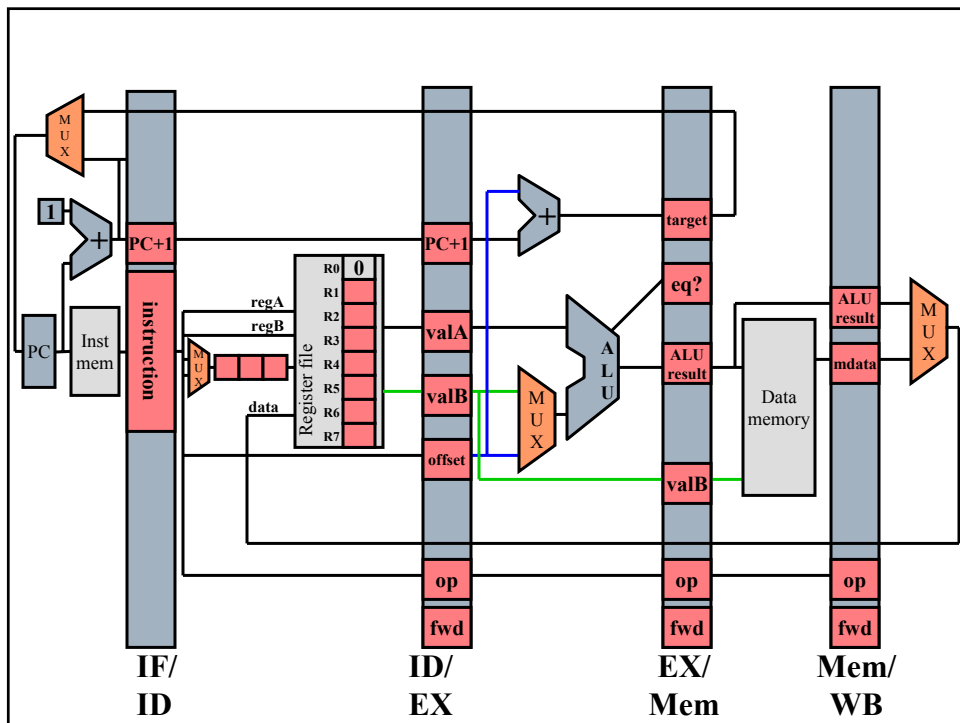 M
U
X
1
+
PC+1
PC
Inst
mem
instruction
regA
regB
M
U
X
data
Register file
R0
0
R1
R2
R3
R4
R5
R6
R7
PC+1
valA
valB
offset
op
fwd
+
M
U
X
A
L
U
target
eq?
ALU
result
valB
op
fwd
Data
memory
ALU
result
mdata
op
fwd
M
U
X
IF/
ID
ID/
EX
EX/
Mem
Mem/
WB